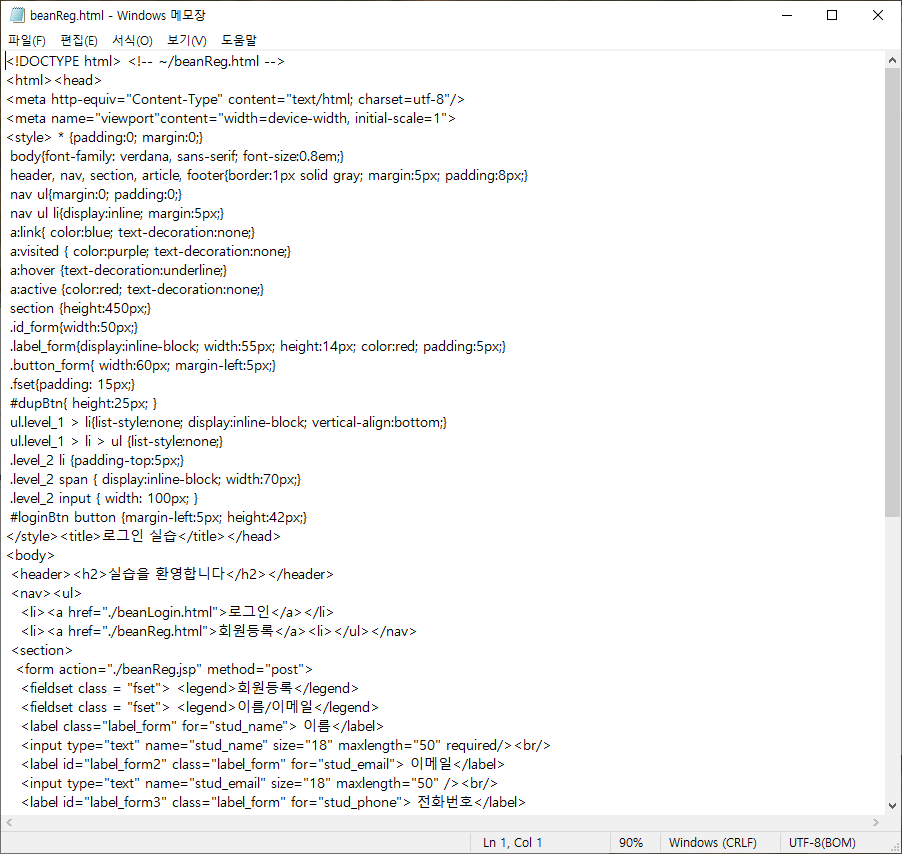 beanReg.html - Windows 메모장
파일(F) 편집(E) 서식(O) 보기(V) 도움말
<!DOCTYPE html> <!-- ~/beanReg.html -->
<html><head>
<meta http-equiv="Content-Type" content="text/html; charset=utf-8"/>
<meta name="viewport"content="width=device-width, initial-scale=1">
<style> * {padding:0; margin:0;}
body{font-family: verdana, sans-serif; font-size:0.8em;}
header, nav, section, article, footer{border:1px solid gray; margin:5px; padding:8px;}
nav ul{margin:0; padding:0;}
nav ul li{display:inline; margin:5px;}
a:link{ color:blue; text-decoration:none;}
a:visited { color:purple; text-decoration:none;}
a:hover {text-decoration:underline;}
a:active {color:red; text-decoration:none;}
section {height:450px;}
.id_form{width:50px;}
.label_form{display:inline-block; width:55px; height:14px; color:red; padding:5px;}
.button_form{ width:60px; margin-left:5px;}
.fset{padding: 15px;}
#dupBtn{ height:25px; }
ul.level_1 > li{list-style:none; display:inline-block; vertical-align:bottom;}
ul.level_1 > li > ul {list-style:none;}
.level_2 li {padding-top:5px;}
.level_2 span { display:inline-block; width:70px;}
.level_2 input { width: 100px; }
#loginBtn button {margin-left:5px; height:42px;}
</style><title>로그인 실습</title></head>
<body>
<header><h2>실습을 환영합니다</h2></header>
<nav><ul>
<li><a href="./beanLogin.html">로그인</a></li>
<li><a href="./beanReg.html">회원등록</a><li></ul></nav>
<section>
<form action="./beanReg.jsp" method="post">
<fieldset class = "fset"> <legend>회원등록</legend>
<fieldset class = "fset"> <legend>이름/이메일</legend>
<label class="label_form" for="stud_name"> 이름</label>
<input type="text" name="stud_name" size="18" maxlength="50" required/><br/>
<label id="label_form2" class="label_form" for="stud_email"> 이메일</label>
<input type="text" name="stud_email" size="18" maxlength="50" /><br/>
<label id="label_form3" class="label_form" for="stud_phone"> 전화번호</label>
Ln 1, Col 1 90% Windows (CRLF) UTF-8(BOM)